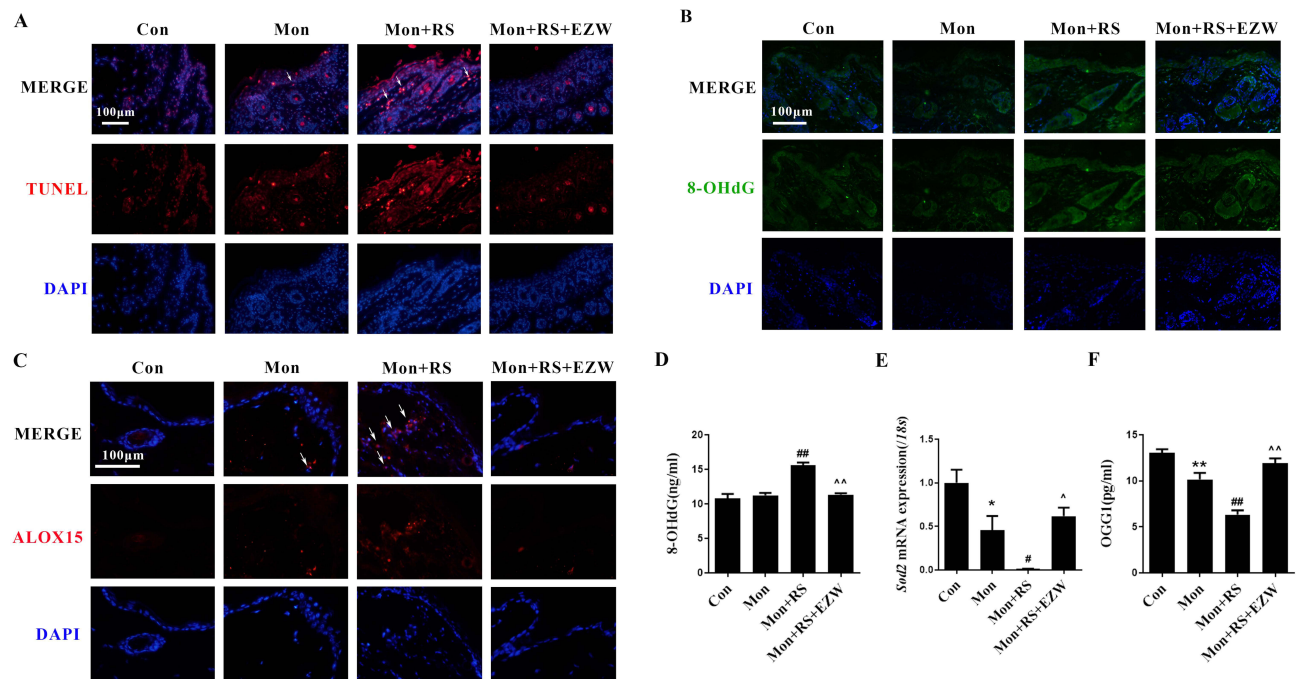 A
Con Mon Mon+RS Mon+RS+EZW
MERGE
100μm
TUNEL
DAPI
B
Con Mon Mon+RS Mon+RS+EZW
MERGE
100μm
8-OHdG
DAPI
C
Con Mon Mon+RS Mon+RS+EZW
MERGE
100μm
ALOX15
DAPI
D
8-OHdG(ng/ml)
20
15
10
5
0
##
^^
Con Mon Mon+RS Mon+RS+EZW
E
Sod2 mRNA expression(/18s)
1.5
1.0
0.5
0.0
*
#
^
Con Mon Mon+RS Mon+RS+EZW
F
OGG1(pg/ml)
15
10
5
0
**
##
^^
Con Mon Mon+RS Mon+RS+EZW